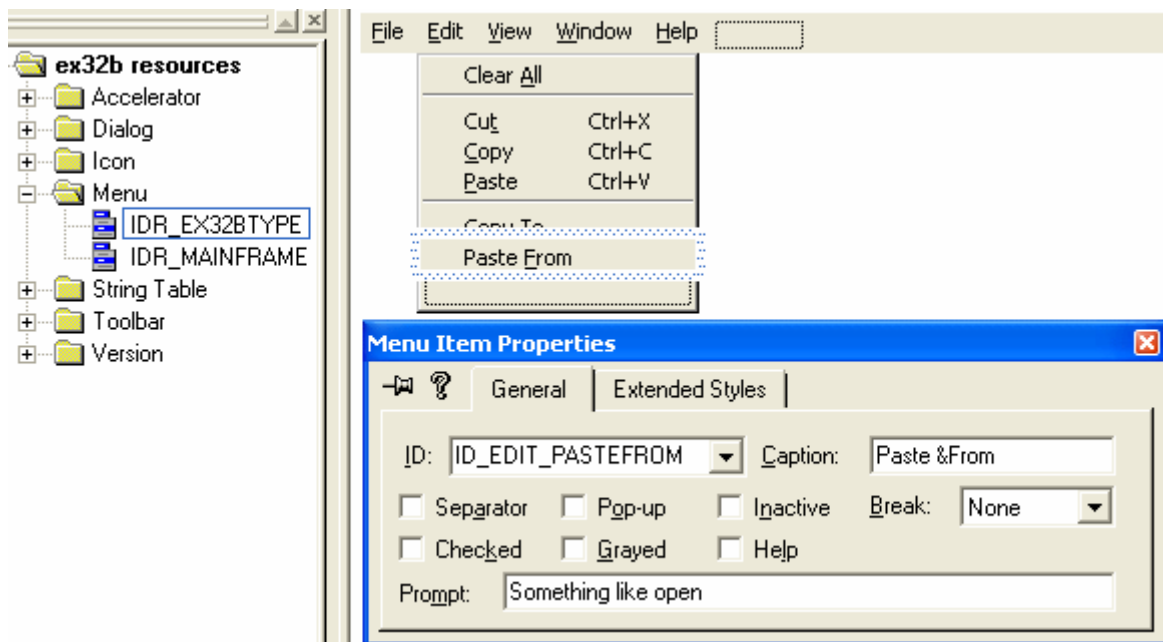 ex32b resources
Accelerator
Dialog
Icon
Menu
IDR_EX32BTYPE
IDR_MAINFRAME
String Table
Toolbar
Version
File Edit View Window Help
Clear All
Cut Ctrl+X
Copy Ctrl+C
Paste Ctrl+V
Copy To
Paste From
Menu Item Properties
General Extended Styles
ID: ID_EDIT_PASTEFROM Caption: Paste &From
Separator Pop-up Inactive Break: None
Checked Grayed Help
Prompt: Something like open